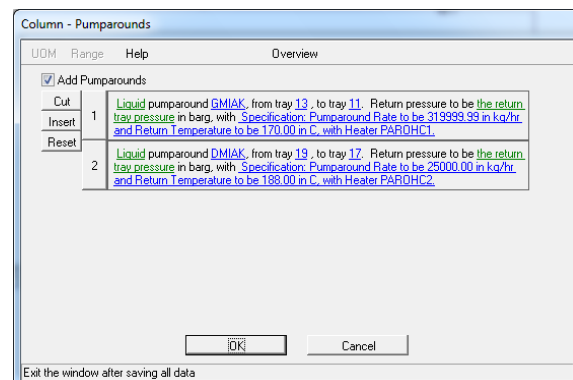 Column - Pumparounds
UOM Range Help Overview
Add Pumparounds
Cut
Insert
Reset
1
Liquid pumparound GMIAK, from tray 13 , to tray 11. Return pressure to be the return
tray pressure in barg, with Specification: Pumparound Rate to be 319999.99 in kg/hr
and Return Temperature to be 170.00 in C, with Heater PAROHC1.
2
Liquid pumparound DMIAK, from tray 19 , to tray 17. Return pressure to be the return
tray pressure in barg, with Specification: Pumparound Rate to be 25000.00 in kg/hr
and Return Temperature to be 188.00 in C, with Heater PAROHC2.
OK Cancel
Exit the window after saving all data